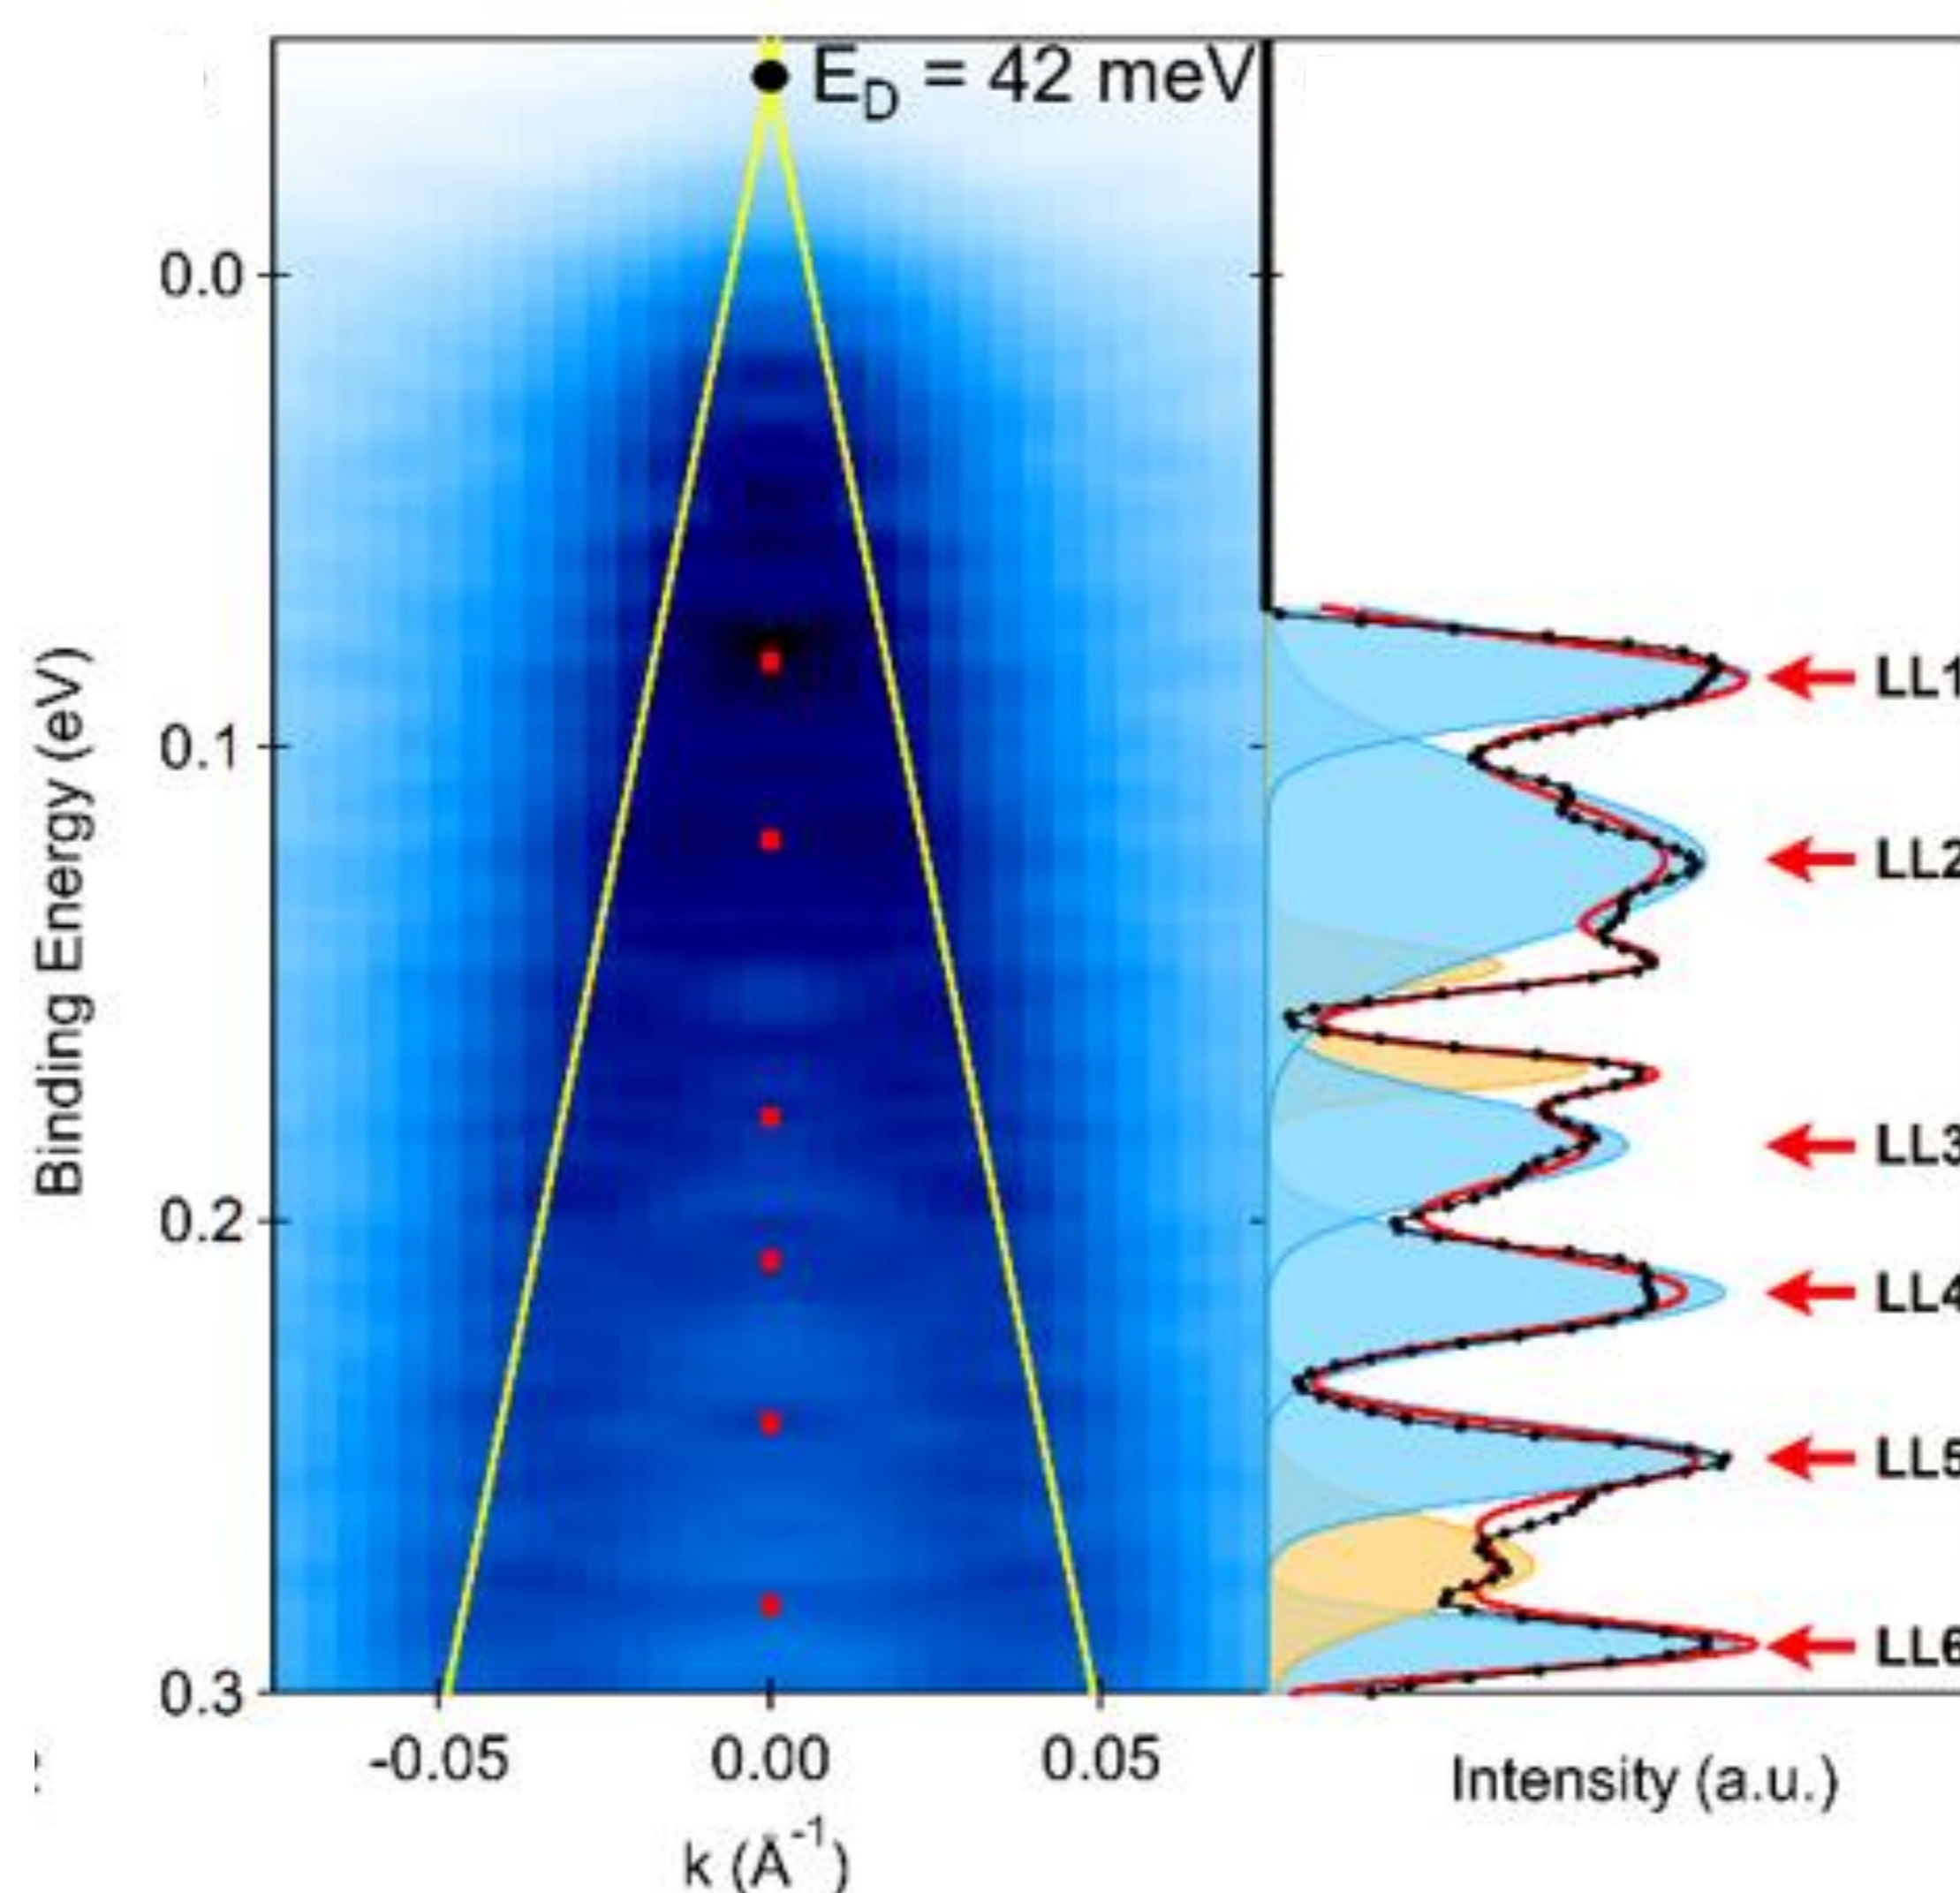 E_D = 42 meV
0.0
0.1
0.2
0.3
Binding Energy (eV)
-0.05 0.00 0.05
k (Å⁻¹)
LL1
LL2
LL3
LL4
LL5
LL6
Intensity (a.u.)